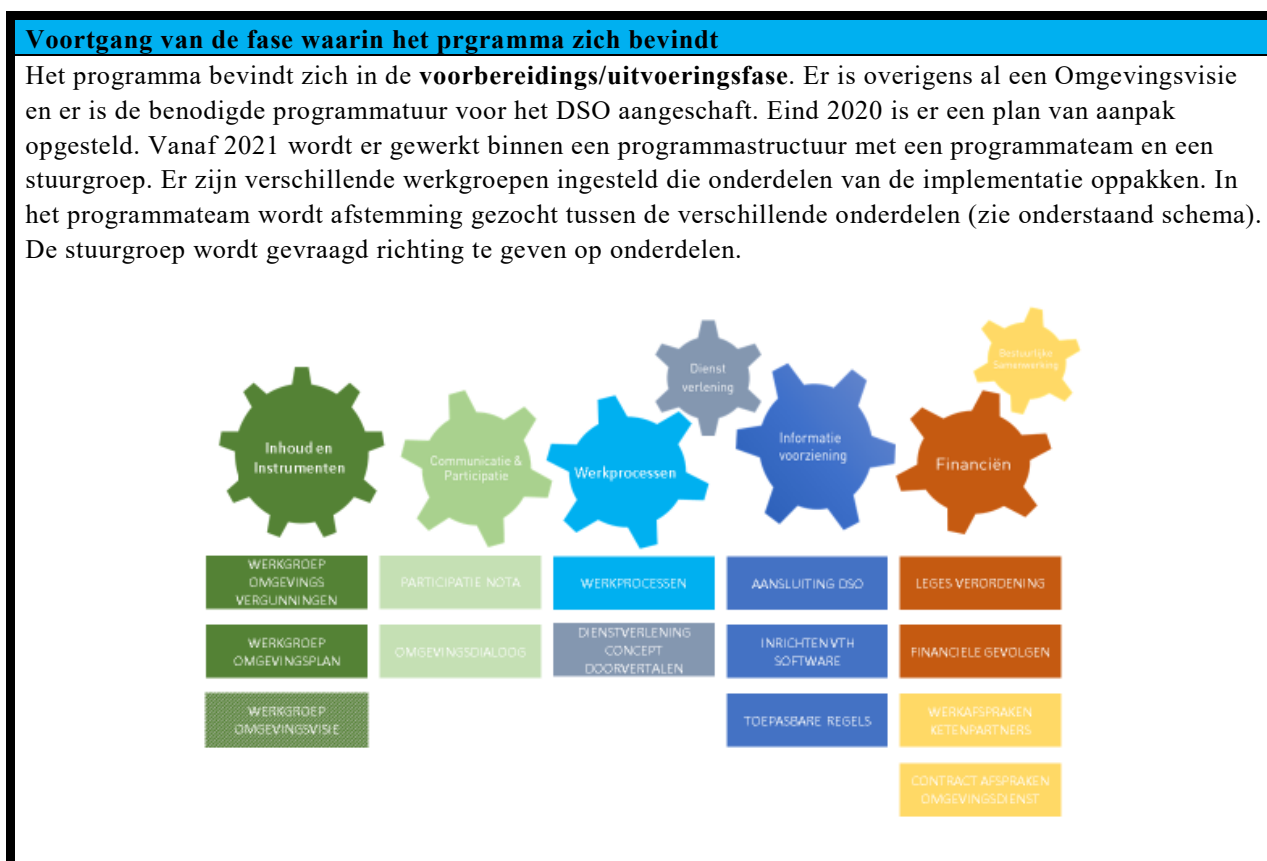 Voortgang van de fase waarin het prgramma zich bevindt
Het programma bevindt zich in de voorbereidings/uitvoeringsfase. Er is overigens al een Omgevingsvisie
en er is de benodigde programmatuur voor het DSO aangeschaft. Eind 2020 is er een plan van aanpak
opgesteld. Vanaf 2021 wordt er gewerkt binnen een programmastructuur met een programmateam en een
stuurgroep. Er zijn verschillende werkgroepen ingesteld die onderdelen van de implementatie oppakken. In
het programmateam wordt afstemming gezocht tussen de verschillende onderdelen (zie onderstaand schema).
De stuurgroep wordt gevraagd richting te geven op onderdelen.
Inhoud en
Instrumenten
Communicatie &
Participatie
Werkprocessen
Dienst
verlening
Informatie
voorziening
Financiën
Bestuurlijke
Samenwerking
WERKGROEP
OMGEVINGS
VERGUNNINGEN
PARTICIPATIE NOTA
WERKPROCESSEN
AANSLUITING DSO
LEGES VERORDENING
WERKGROEP
OMGEVINGSPLAN
OMGEVINGSDIALOOG
DIENSTVERLENING
CONCEPT
DOORVERTALEN
INRICHTEN VTH
SOFTWARE
FINANCIELE GEVOLGEN
WERKGROEP
OMGEVINGSVISIE
TOEPASBARE REGELS
WERKAFSPRAKEN
KETENPARTNERS
CONTRACT AFSPRAKEN
OMGEVINGSDIENST